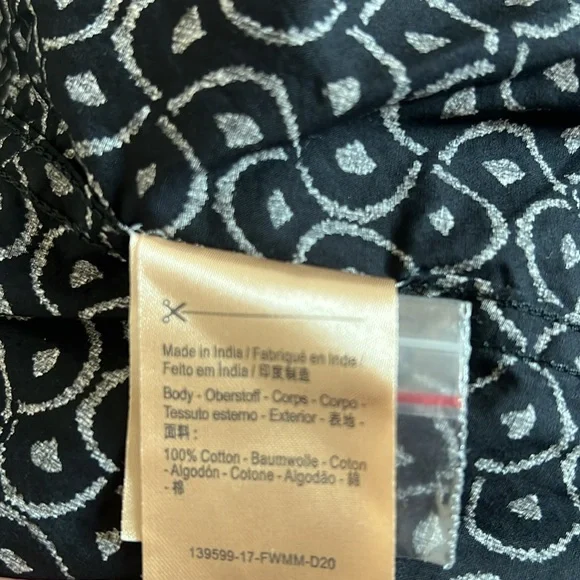 Made in India / Fabriqué en Inde /
Feito em Índia / 印度制造
Body - Oberstoff - Corps - Corpo -
Tessuto esterno - Exterior - 表地 -
面料 :
100% Cotton - Baumwolle - Coton
- Algodón - Cotone - Algodão - 綿
- 棉
139599-17-FWMM-D20